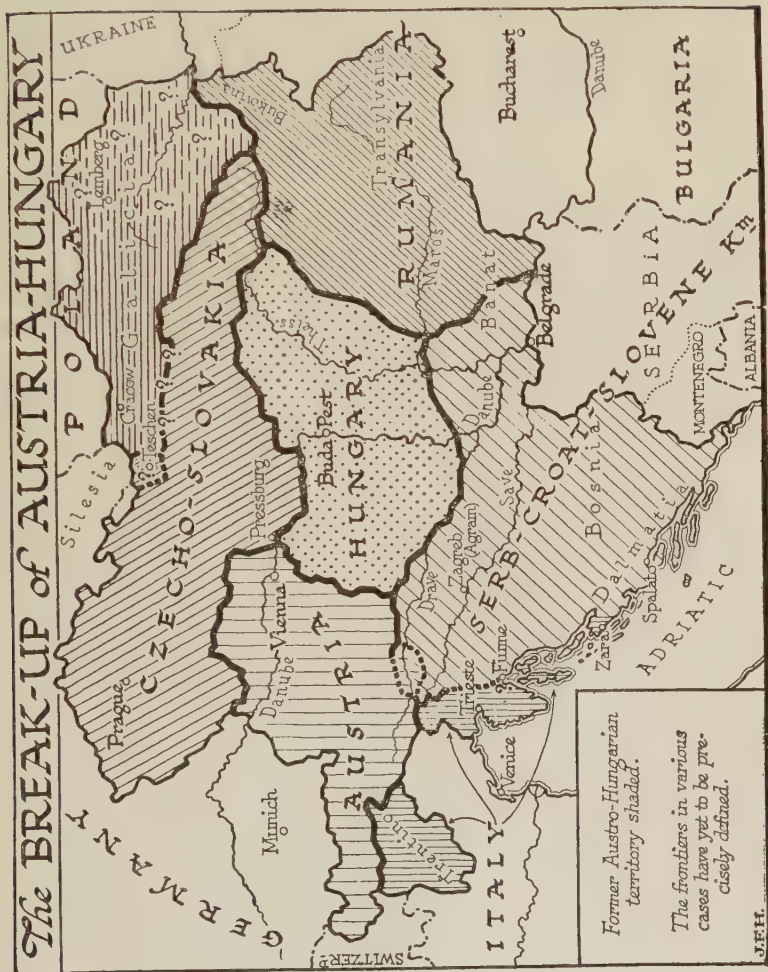 The BREAK-UP of AUSTRIA-HUNGARY
UKRAINE
POLAND
Silesia
Lemberg
Cracow
Galizcia
Teschen
? ? ? ? ? ?
Bukovina
GERMANY
Prague
CZECHO-SLOVAKIA
Pressburg
Munich
Danube
Vienna
AUSTRIA
SWITZERD
Trentino
ITALY
Venice
Trieste
Fiume
Buda Pest
HUNGARY
Theiss
Maros
Transylvania
RUMANIA
Bucharest
Danube
Banat
Belgrade
Danube
Drave
Save
Zagreb
(Agram)
SERB-CROAT-SLOVENE Km
Bosnia
Dalmatia
Zara
Spalato
ADRIATIC
SERBIA
MONTENEGRO
ALBANIA
BULGARIA
Former Austro-Hungarian
territory shaded.
The frontiers in various
cases have yet to be pre-
cisely defined.
J.F.H.